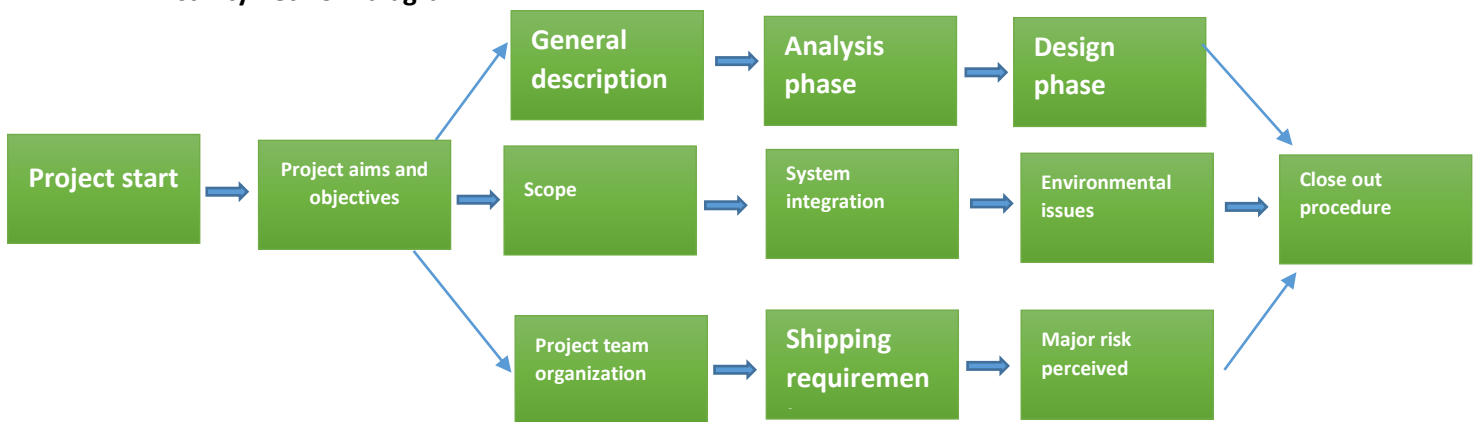 Project start
Project aims and
objectives
General
description
Analysis
phase
Design
phase
Scope
System
integration
Environmental
issues
Close out
procedure
Project team
organization
Shipping
requiremen
Major risk
perceived